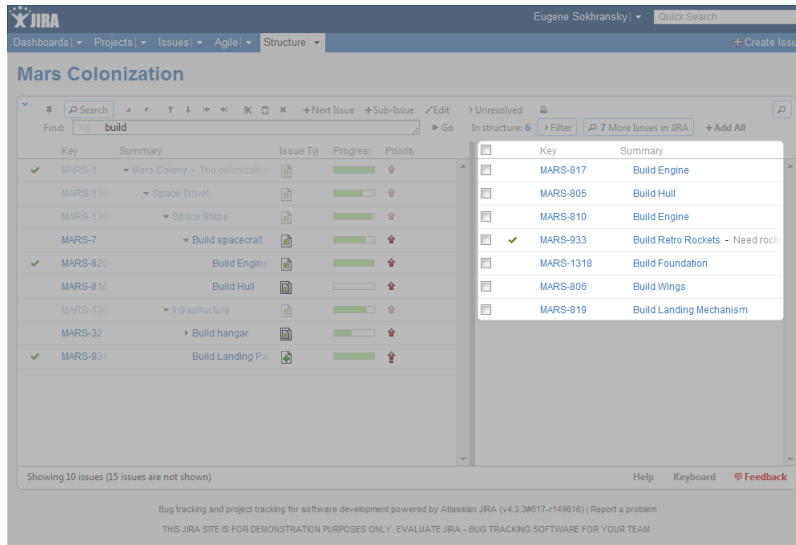 JIRA Eugene Sokhransky Quick Search
Dashboards Projects Issues Agile Structure + Create Issu
Mars Colonization
Search +Next Issue +Sub-Issue Edit > Unresolved
Find: build Go In structure: 6 > Filter 7 More Issues in JIRA + Add All
Key Summary Issue Ty Progres: Priority Key Summary
MARS-1 Mars Colony - The colonization MARS-817 Build Engine
Space Travel MARS-805 Build Hull
Space Ships MARS-810 Build Engine
MARS-7 Build spacecraft MARS-933 Build Retro Rockets - Need rocke
MARS-820 Build Engine MARS-1318 Build Foundation
MARS-816 Build Hull MARS-806 Build Wings
Infrastructure MARS-819 Build Landing Mechanism
MARS-32 Build hangar
MARS-934 Build Landing Pa
Showing 10 issues (15 issues are not shown) Help Keyboard Feedback
Bug tracking and project tracking for software development powered by Atlassian JIRA (v4.3.3#617-r149616) | Report a problem
THIS JIRA SITE IS FOR DEMONSTRATION PURPOSES ONLY. EVALUATE JIRA - BUG TRACKING SOFTWARE FOR YOUR TEAM.